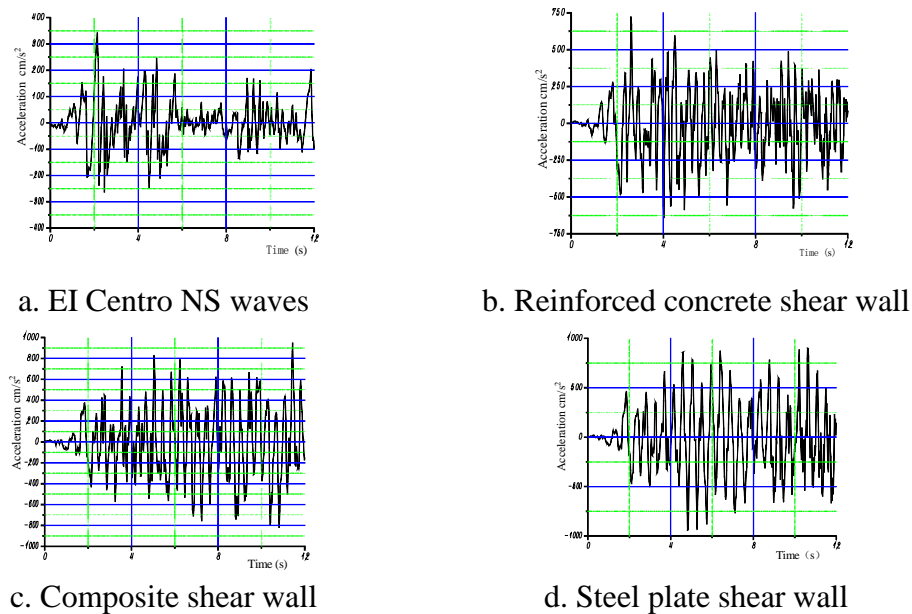 400
300
200
100
0
-100
-200
-300
-400
Acceleration cm/s²
0 4 8 12
Time (s)
750
500
250
0
-250
-500
-750
Acceleration cm/s²
0 4 8 12
Time (s)
a. EI Centro NS waves
b. Reinforced concrete shear wall
1000
800
600
400
200
0
-200
-400
-600
-800
-1000
Acceleration cm/s²
0 4 8 12
Time (s)
1000
500
0
-500
-1000
Acceleration cm/s²
0 4 8 12
Time (s)
c. Composite shear wall
d. Steel plate shear wall